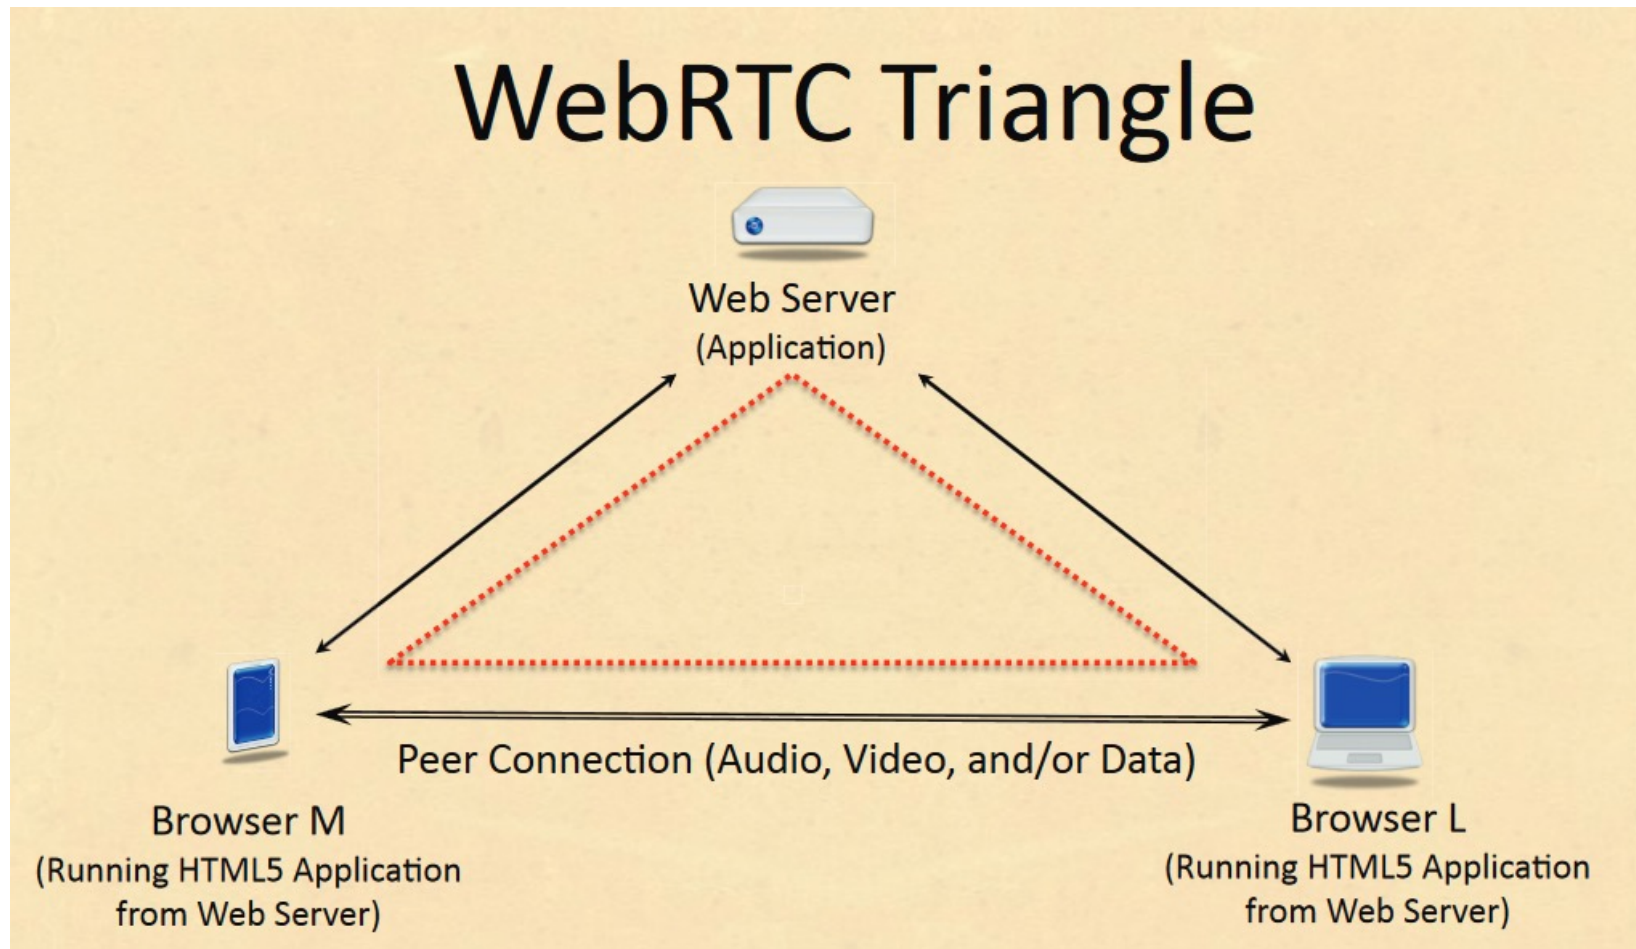 WebRTC Triangle
Web Server
(Application)
Peer Connection (Audio, Video, and/or Data)
Browser M
(Running HTML5 Application
from Web Server)
Browser L
(Running HTML5 Application
from Web Server)